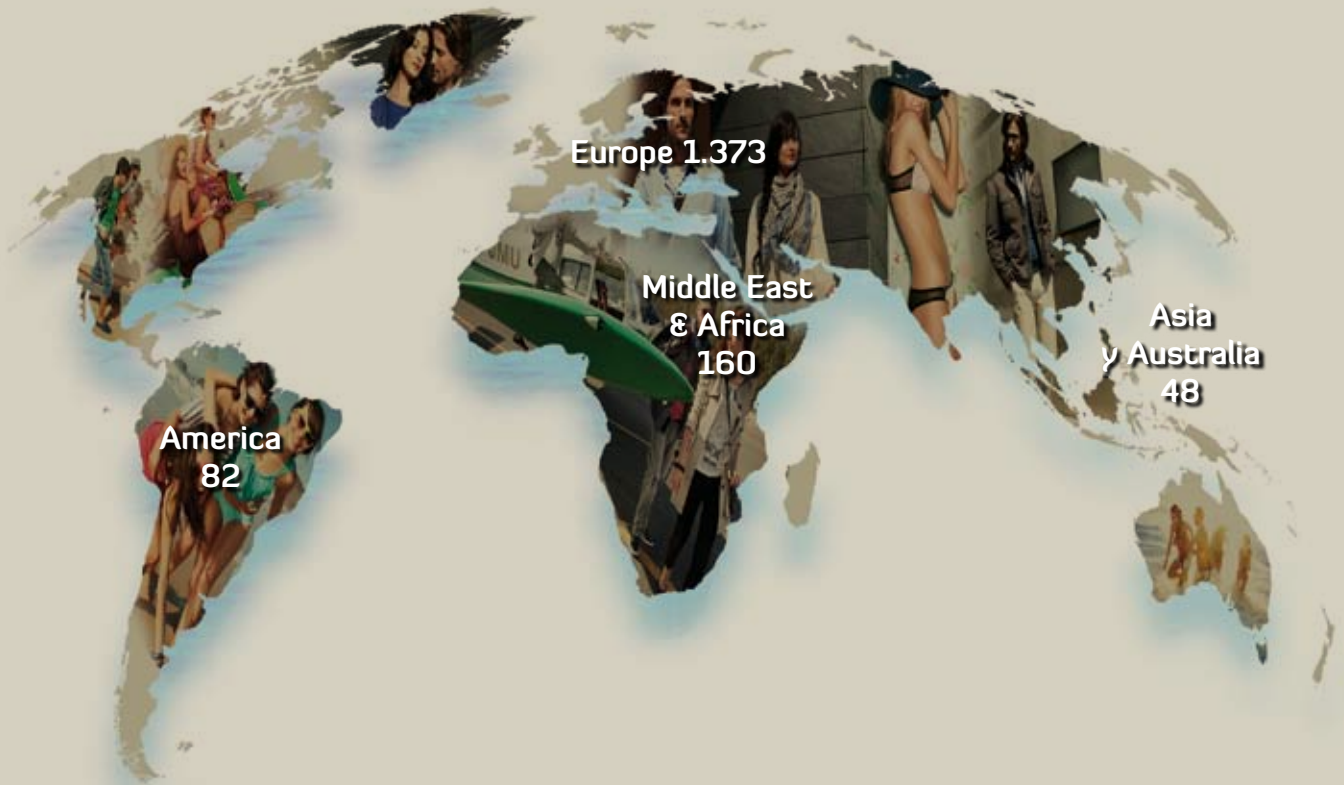 Europe 1.373
Middle East
& Africa
160
Asia
y Australia
48
America
82